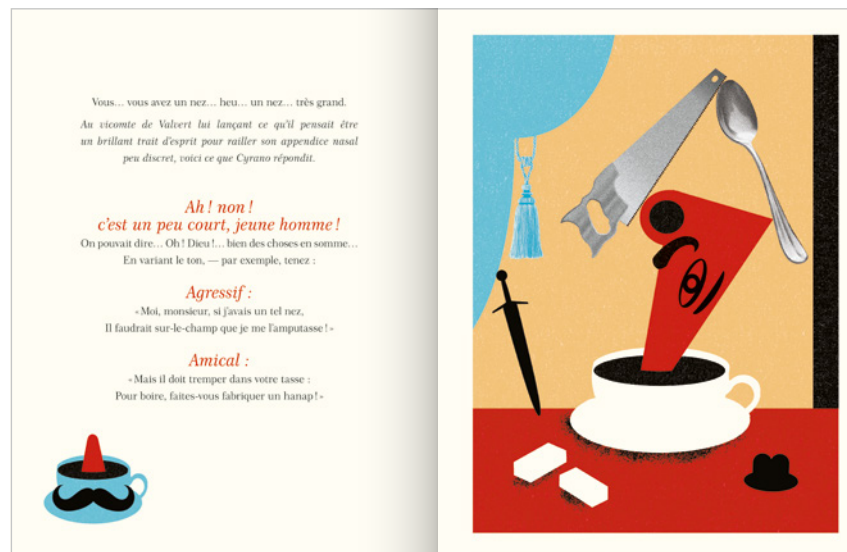 Vous… vous avez un nez… heu… un nez… très grand.
Au vicomte de Valvert lui lançant ce qu'il pensait être
un brillant trait d'esprit pour railler son appendice nasal
peu discret, voici ce que Cyrano répondit.
Ah ! non !
c'est un peu court, jeune homme !
On pouvait dire… Oh ! Dieu !… bien des choses en somme…
En variant le ton, — par exemple, tenez :
Agressif :
« Moi, monsieur, si j'avais un tel nez,
Il faudrait sur-le-champ que je me l'amputasse ! »
Amical :
« Mais il doit tremper dans votre tasse :
Pour boire, faites-vous fabriquer un hanap ! »